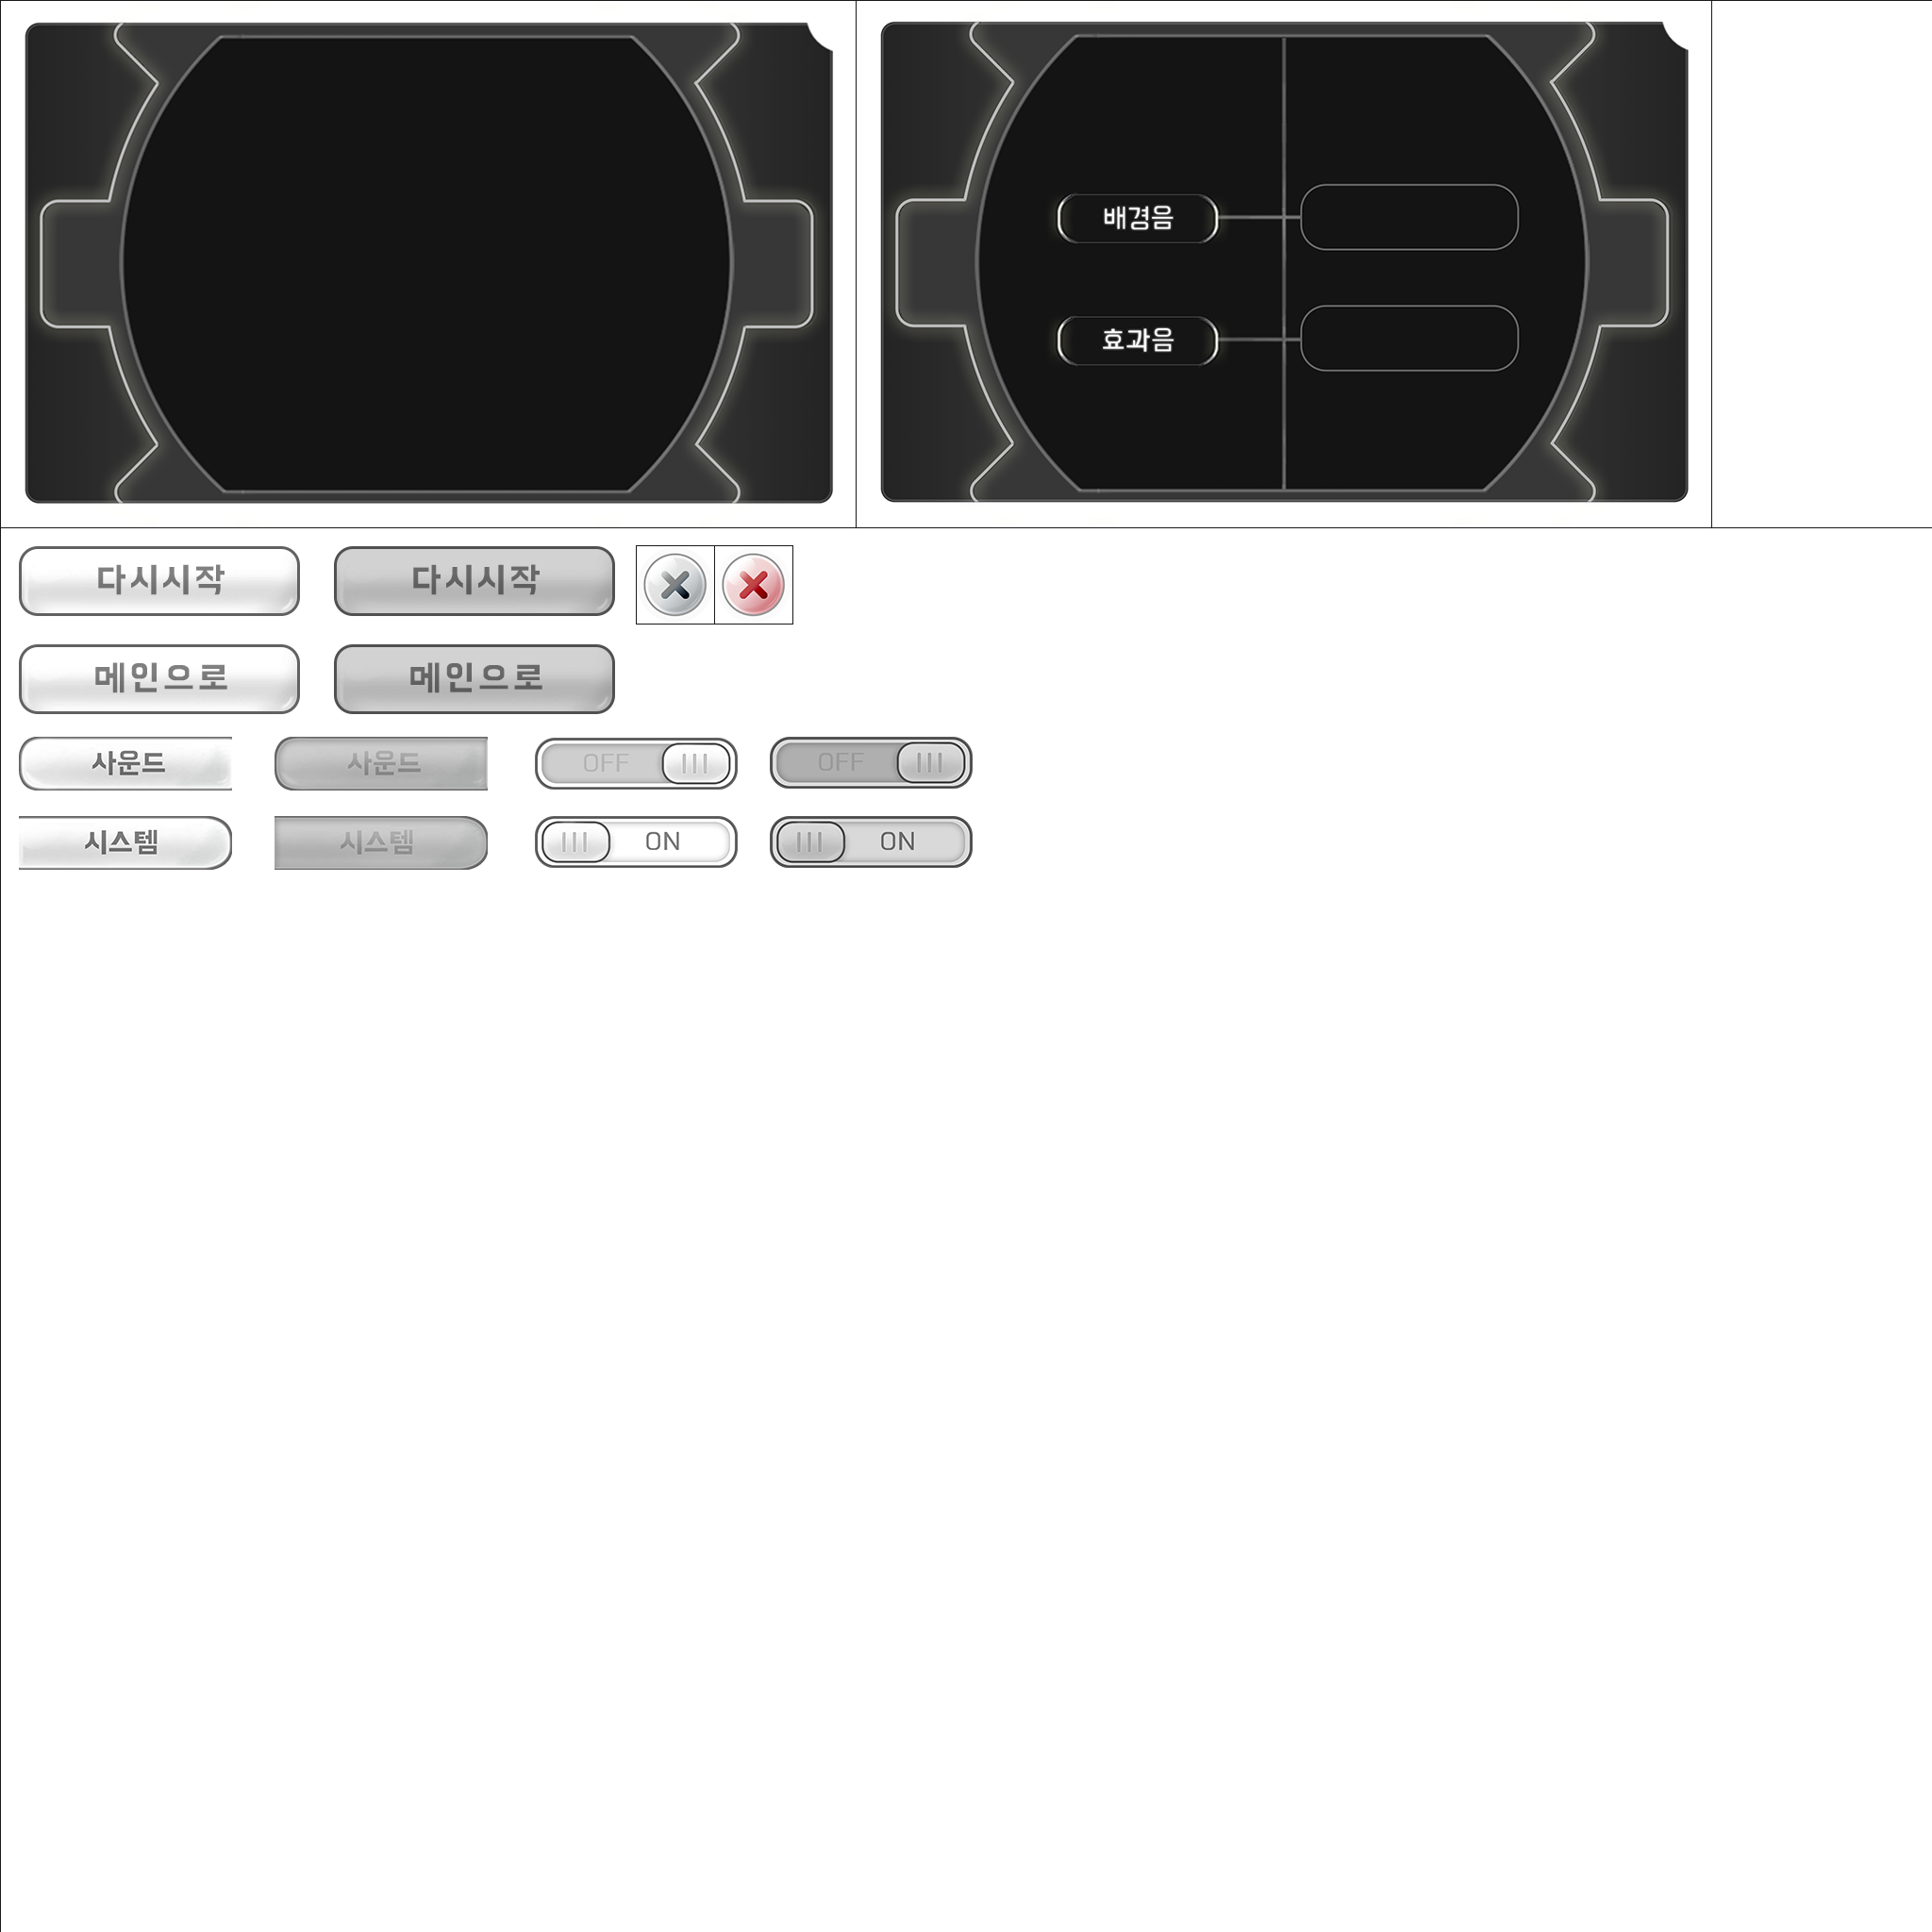 배경음
효과음
다시시작 다시시작
메인으로 메인으로
사운드 사운드 OFF OFF
시스템 시스템 ON ON